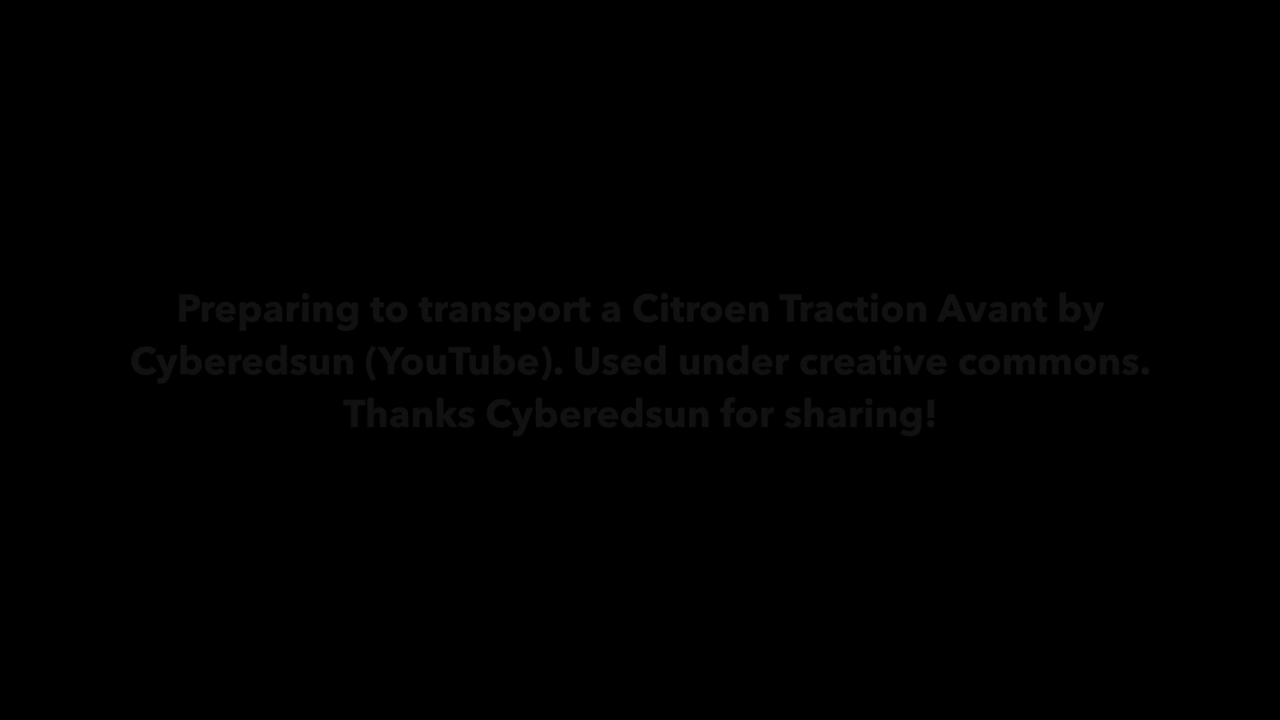 Preparing to transport a Citroen Traction Avant by
Cyberedsun (YouTube). Used under creative commons.
Thanks Cyberedsun for sharing!